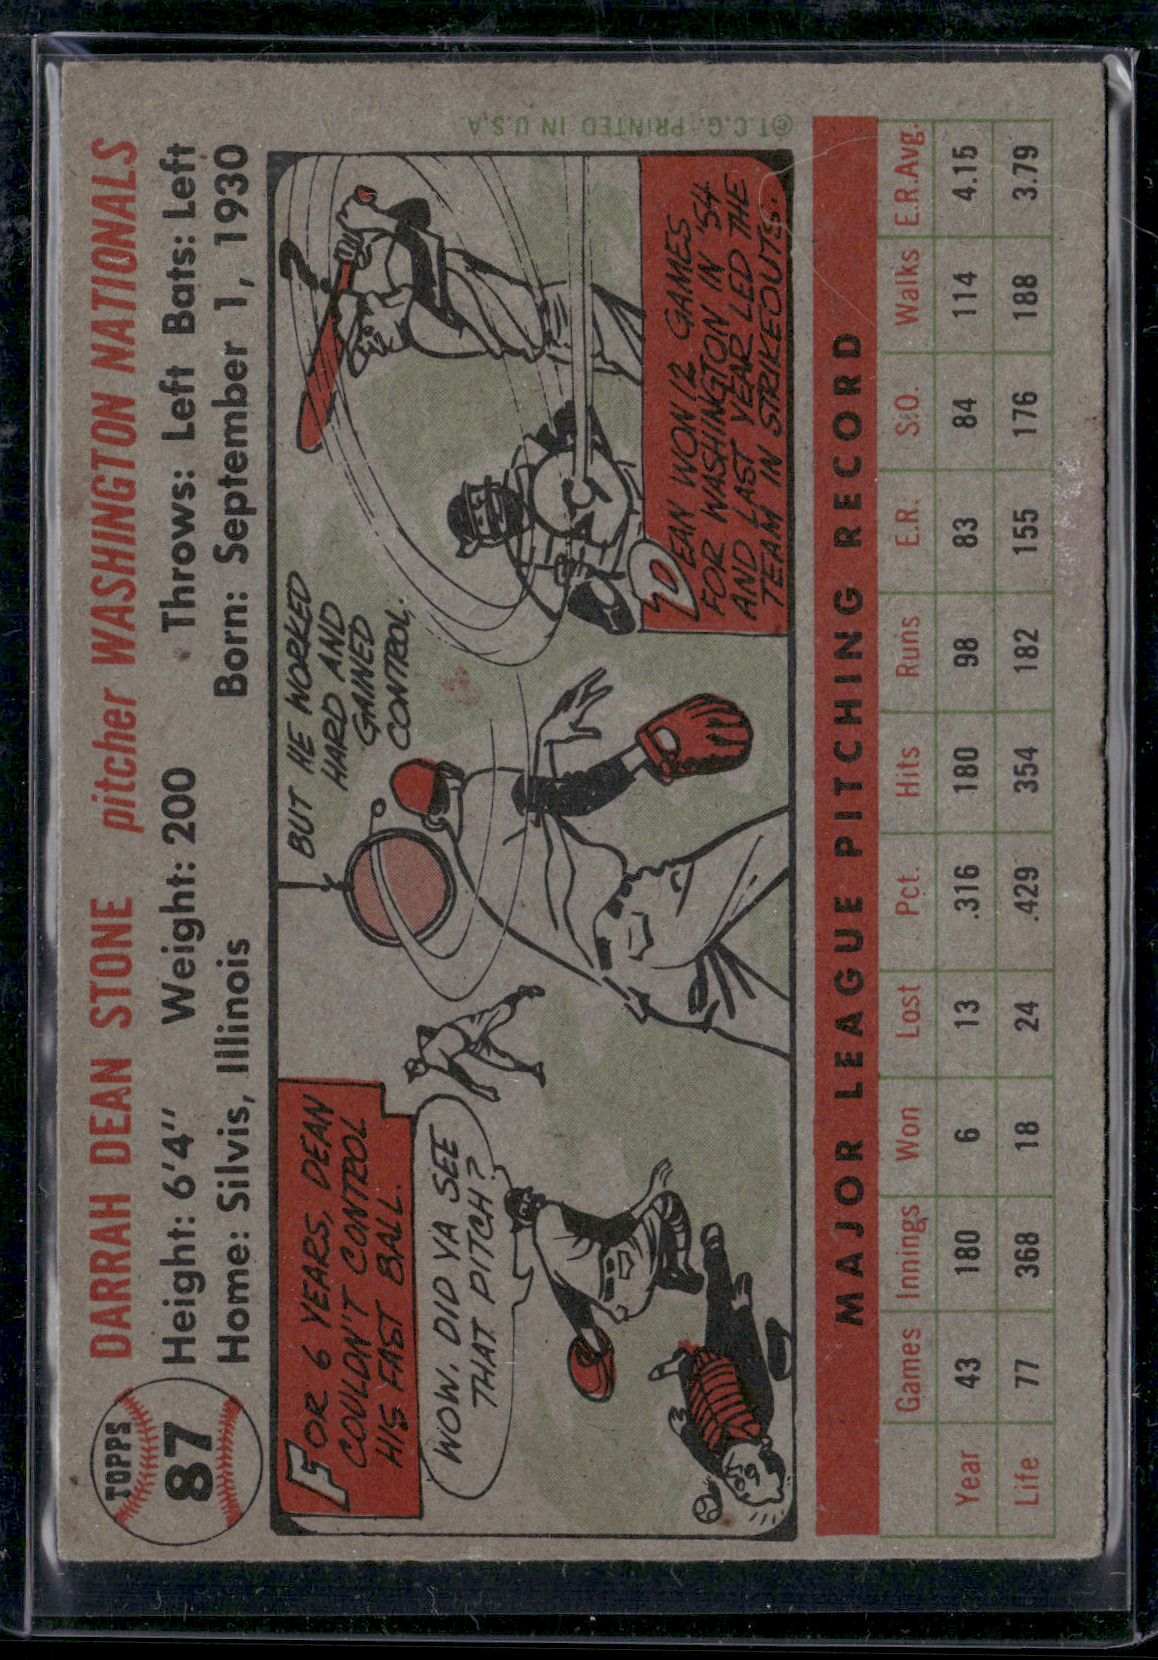 TOPPS
87
DARRAH DEAN STONE pitcher WASHINGTON NATIONALS
Height: 6'4" Weight: 200 Throws: Left Bats: Left
Home: Silvis, Illinois Born: September 1, 1930
FOR 6 YEARS, DEAN
COULDN'T CONTROL
HIS FAST BALL.
WOW. DID YA SEE
THAT PITCH?
BUT HE WORKED
HARD AND
GAINED
CONTROL.
?
DEAN WON 12 GAMES
FOR WASHINGTON IN '54
AND LAST YEAR LED THE
TEAM IN STRIKEOUTS.
©T.C.G. PRINTED IN U.S.A.
MAJOR LEAGUE PITCHING RECORD
Games Innings Won Lost Pct. Hits Runs E.R. S.O. Walks E.R.Avg.
Year 43 180 6 13 .316 180 98 83 84 114 4.15
Life 77 368 18 24 .429 354 182 155 176 188 3.79